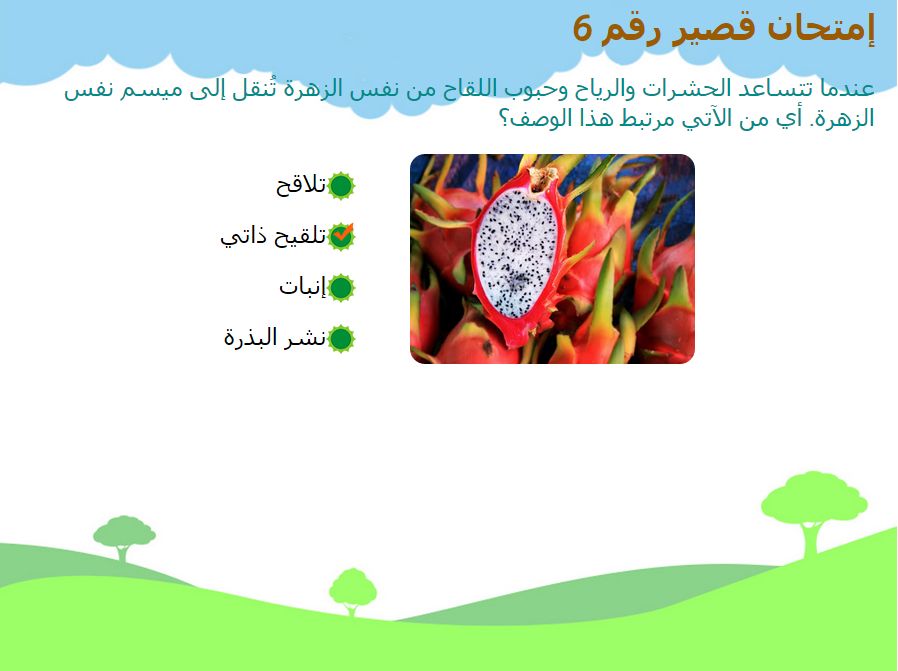 إمتحان قصير رقم 6
عندما تتساعد الحشرات والرياح وحبوب اللقاح من نفس الزهرة تُنقل إلى ميسم نفس
الزهرة. أي من الآتي مرتبط هذا الوصف؟
تلاقح
تلقيح ذاتي
إنبات
نشر البذرة